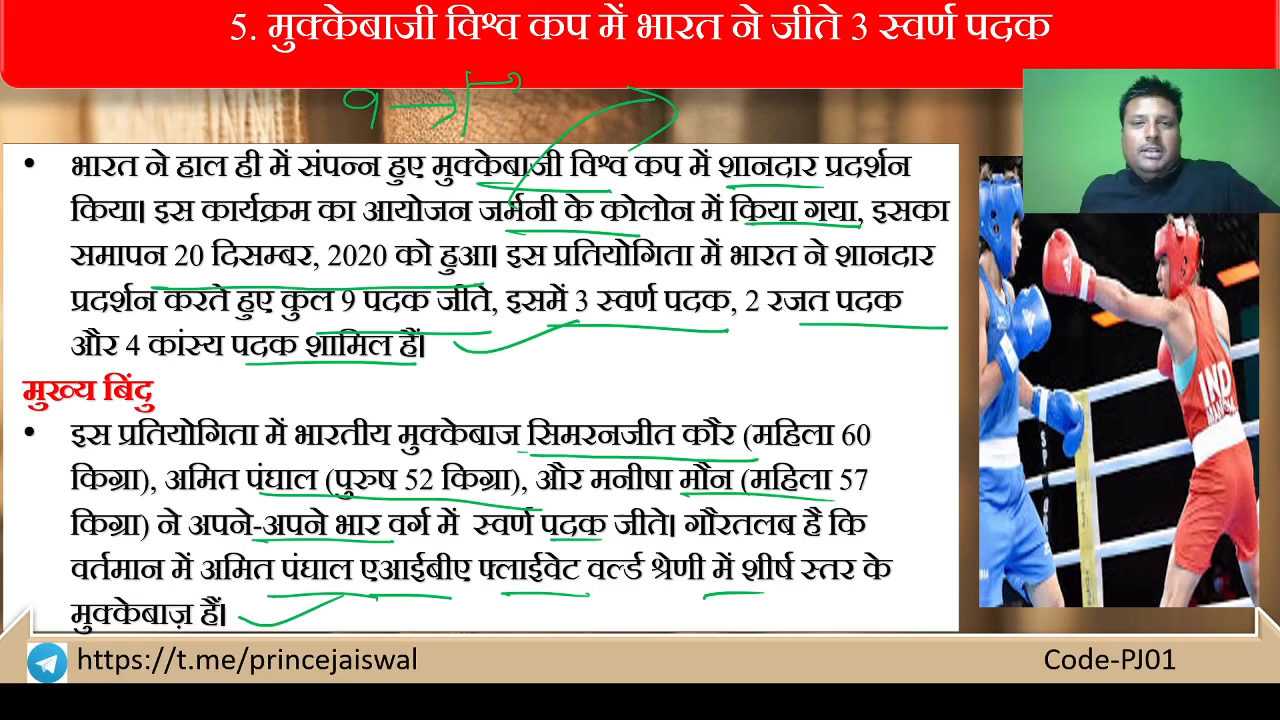 5. मुक्केबाजी विश्व कप में भारत ने जीते 3 स्वर्ण पदक
9
• भारत ने हाल ही में संपन्न हुए मुक्केबाजी विश्व कप में शानदार प्रदर्शन
किया। इस कार्यक्रम का आयोजन जर्मनी के कोलोन में किया गया, इसका
समापन 20 दिसम्बर, 2020 को हुआ। इस प्रतियोगिता में भारत ने शानदार
प्रदर्शन करते हुए कुल 9 पदक जीते, इसमें 3 स्वर्ण पदक, 2 रजत पदक
और 4 कांस्य पदक शामिल हैं।
मुख्य बिंदु
• इस प्रतियोगिता में भारतीय मुक्केबाज सिमरनजीत कौर (महिला 60
किग्रा), अमित पंघाल (पुरुष 52 किग्रा), और मनीषा मौन (महिला 57
किग्रा) ने अपने-अपने भार वर्ग में स्वर्ण पदक जीते। गौरतलब है कि
वर्तमान में अमित पंघाल एआईबीए फ्लाईवेट वर्ल्ड श्रेणी में शीर्ष स्तर के
मुक्केबाज़ हैं।
IND
https://t.me/princejaiswal
Code-PJ01